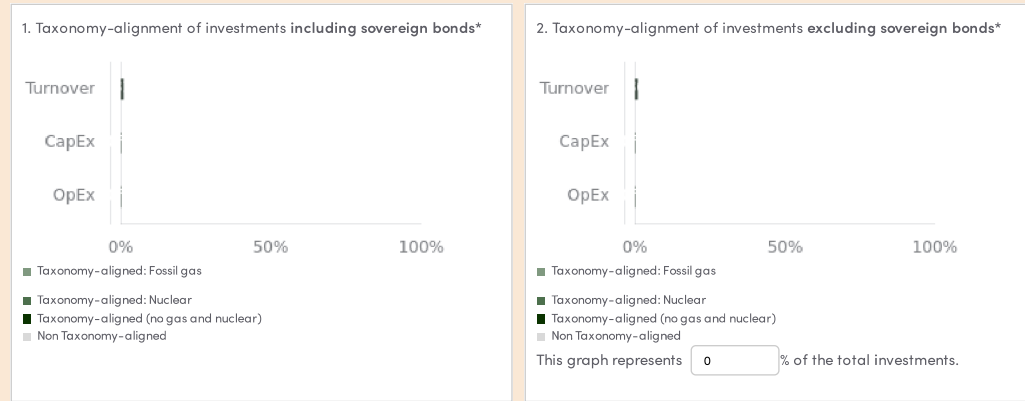 1. Taxonomy-alignment of investments including sovereign bonds*
Turnover
CapEx
OpEx
0% 50% 100%
Taxonomy-aligned: Fossil gas
Taxonomy-aligned: Nuclear
Taxonomy-aligned (no gas and nuclear)
Non Taxonomy-aligned
2. Taxonomy-alignment of investments excluding sovereign bonds*
Turnover
CapEx
OpEx
0% 50% 100%
Taxonomy-aligned: Fossil gas
Taxonomy-aligned: Nuclear
Taxonomy-aligned (no gas and nuclear)
Non Taxonomy-aligned
This graph represents 0 % of the total investments.